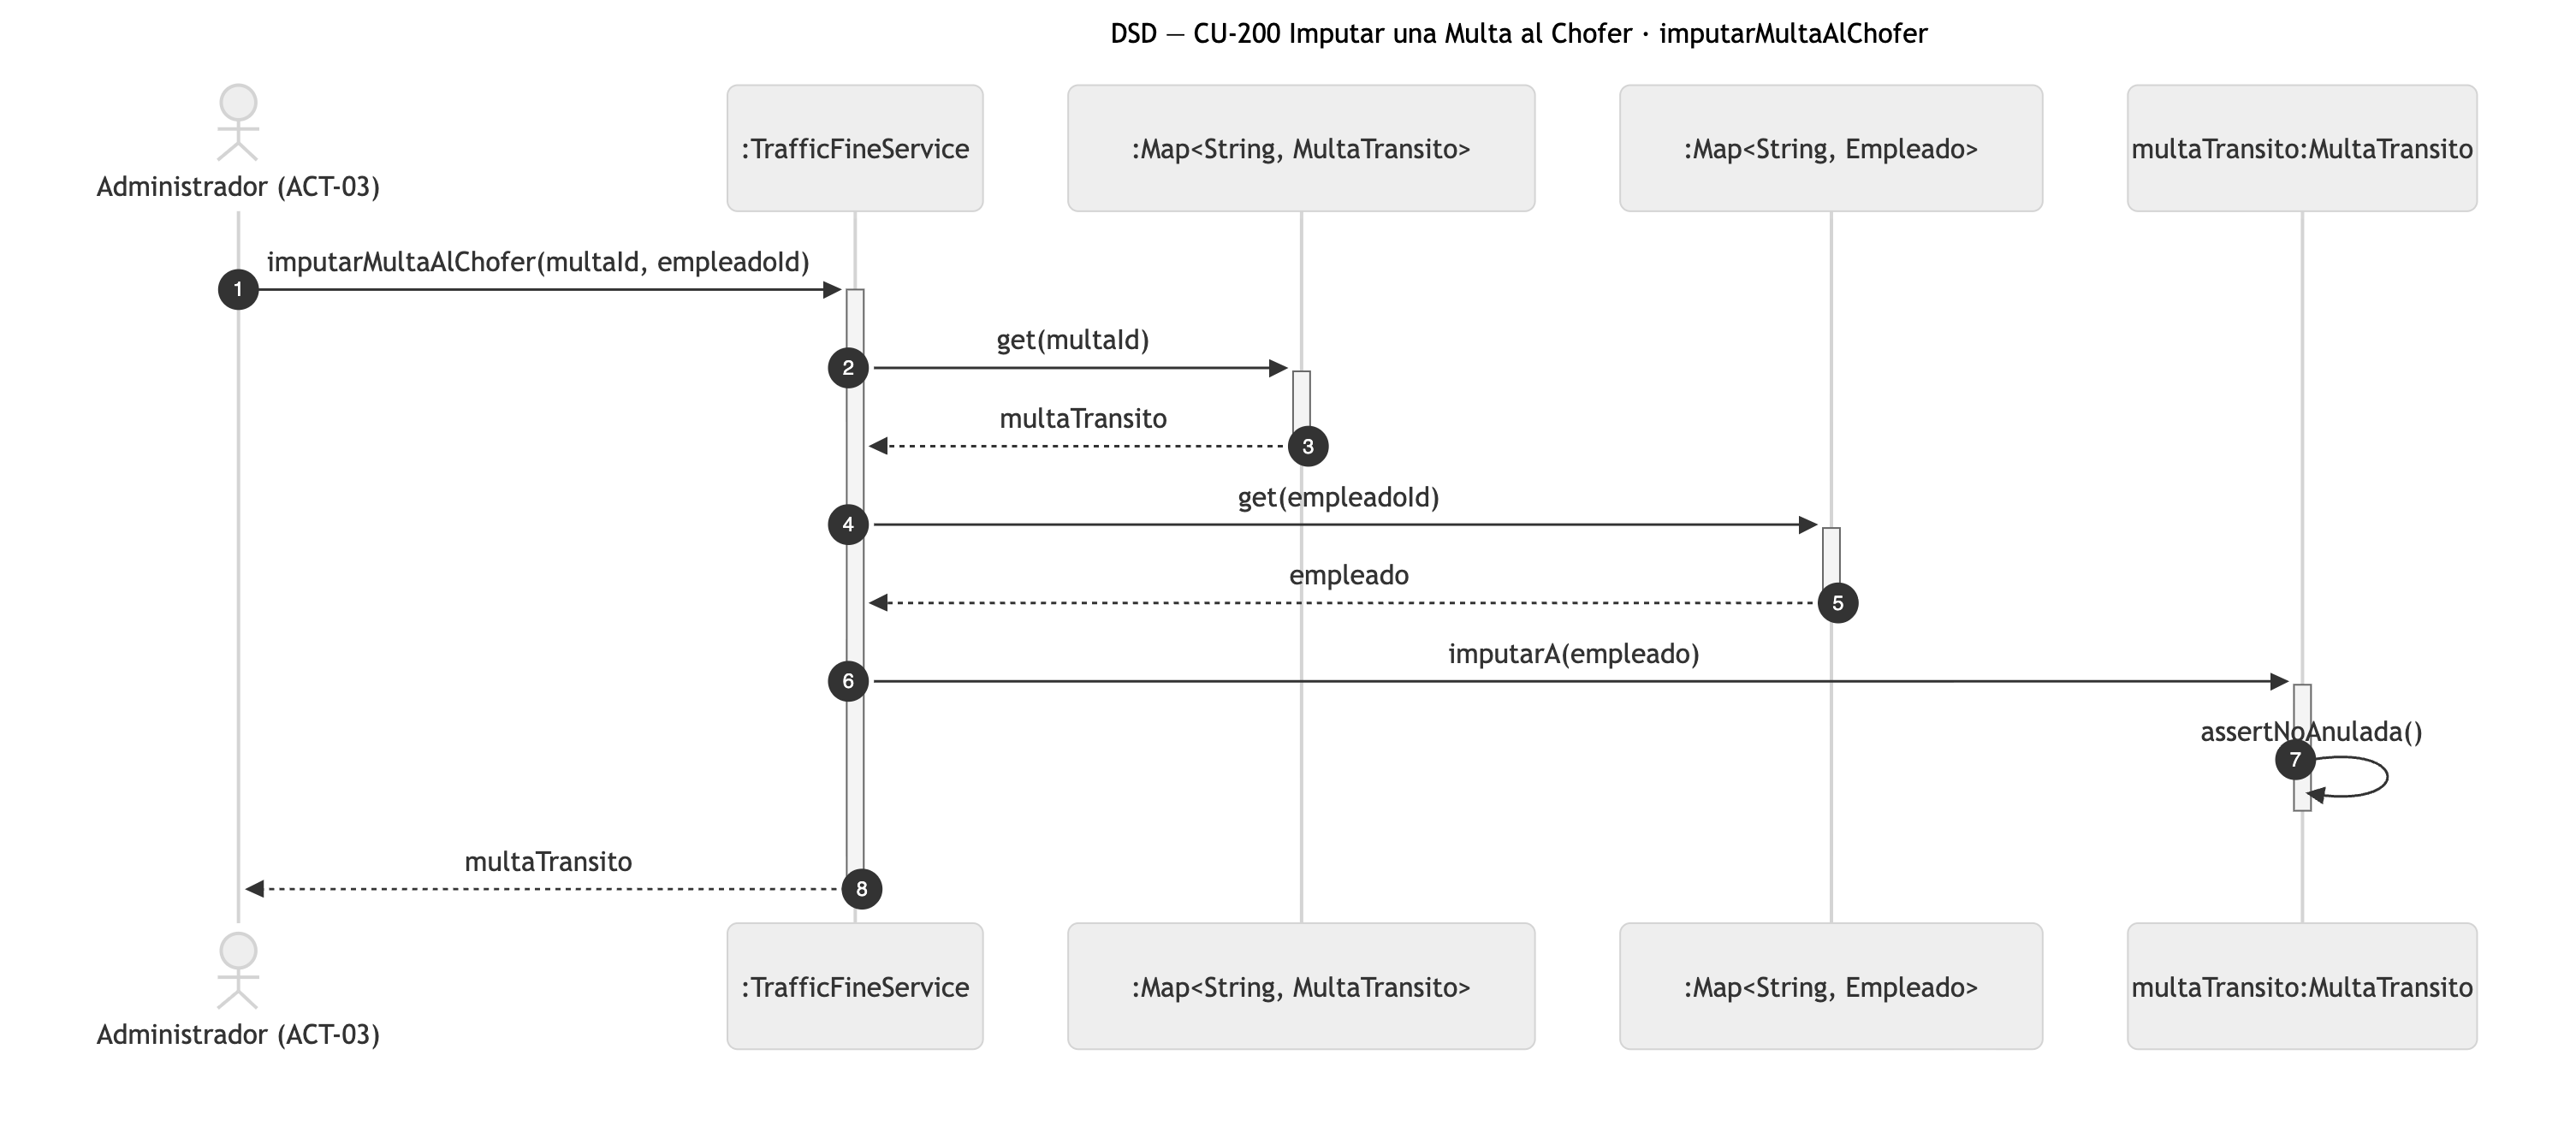 DSD — CU-200 Imputar una Multa al Chofer · imputarMultaAlChofer
Administrador (ACT-03)
:TrafficFineService
:Map<String, MultaTransito>
:Map<String, Empleado>
multaTransito:MultaTransito
imputarMultaAlChofer(multaId, empleadoId)
1
get(multaId)
2
multaTransito
3
get(empleadoId)
4
empleado
5
imputarA(empleado)
6
assertNoAnulada()
7
multaTransito
8
Administrador (ACT-03)
:TrafficFineService
:Map<String, MultaTransito>
:Map<String, Empleado>
multaTransito:MultaTransito